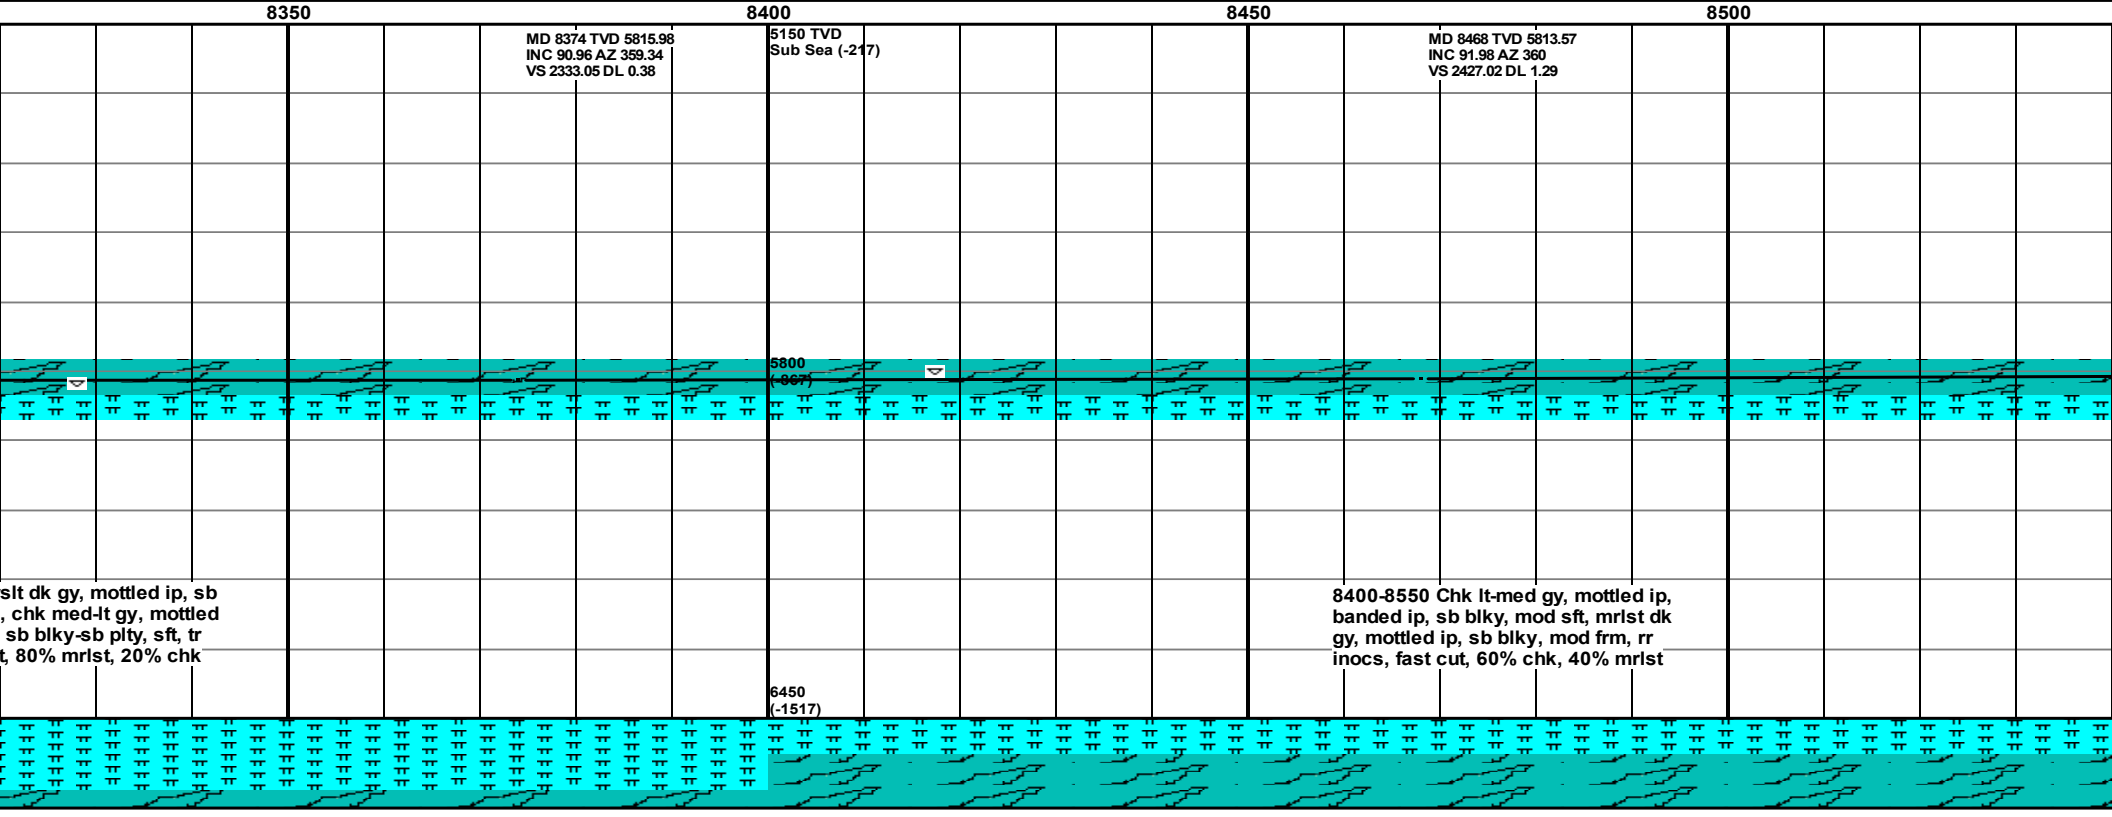 8350 8400 8450 8500
MD 8374 TVD 5815.98
INC 90.96 AZ 359.34
VS 2333.05 DL 0.38
5150 TVD
Sub Sea (-217)
MD 8468 TVD 5813.57
INC 91.98 AZ 360
VS 2427.02 DL 1.29
5800
(-867)
dk gy, mottled ip, sb
, chk med-lt gy, mottled
sb blky-sb plty, sft, tr
80% mrlst, 20% chk
8400-8550 Chk lt-med gy, mottled ip,
banded ip, sb blky, mod sft, mrlst dk
gy, mottled ip, sb blky, mod frm, rr
inocs, fast cut, 60% chk, 40% mrlst
6450
(-1517)